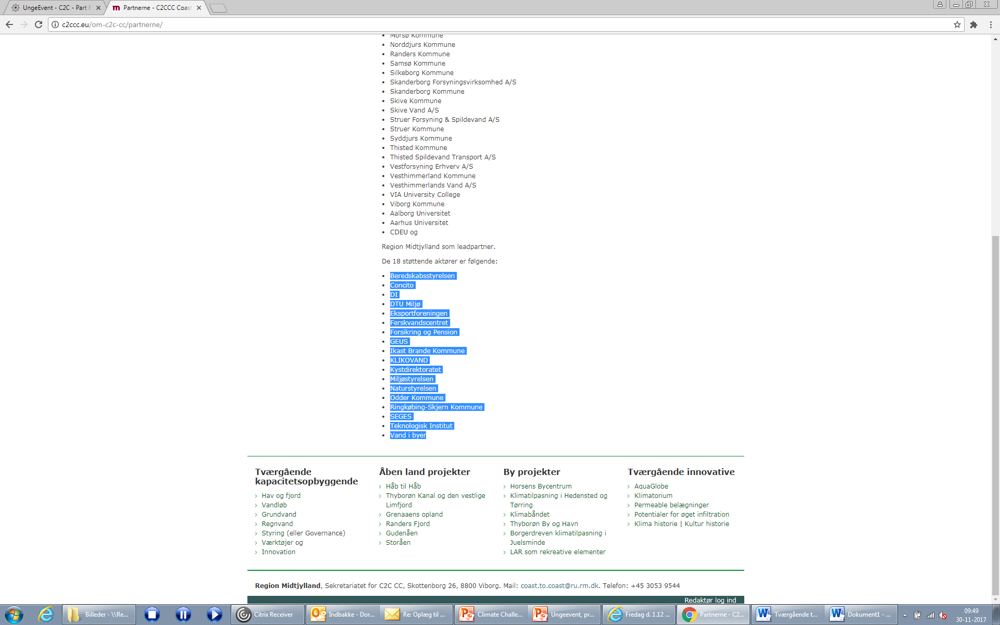 UngeEvent - C2C - Part F
Partnerne - C2CCC Coast
c2ccc.eu/om-c2c-cc/partnerne/
Morsø Kommune
Norddjurs Kommune
Randers Kommune
Samsø Kommune
Silkeborg Kommune
Skanderborg Forsyningsvirksomhed A/S
Skanderborg Kommune
Skive Kommune
Skive Vand A/S
Struer Forsyning & Spildevand A/S
Struer Kommune
Syddjurs Kommune
Thisted Kommune
Thisted Spildevand Transport A/S
Vestforsyning Erhverv A/S
Vesthimmerland Kommune
Vesthimmerlands Vand A/S
VIA University College
Viborg Kommune
Aalborg Universitet
Aarhus Universitet
CDEU og
Region Midtjylland som leadpartner.
De 18 støttende aktører er følgende:
Beredskabsstyrelsen
Concito
DI
DTU Miljø
Eksportforeningen
Ferskvandscentret
Forsikring og Pension
GEUS
Ikast Brande Kommune
KLIKOVAND
Kystdirektoratet
Miljøstyrelsen
Naturstyrelsen
Odder Kommune
Ringkøbing-Skjern Kommune
SEGES
Teknologisk Institut
Vand i byer
Tværgående
kapacitetsopbyggende
Hav og fjord
Vandløb
Grundvand
Regnvand
Styring (eller Governance)
Værktøjer og
Innovation
Åben land projekter
Håb til Håb
Thyborøn Kanal og den vestlige
Limfjord
Grenaaens opland
Randers Fjord
Gudenåen
Storåen
By projekter
Horsens Bycentrum
Klimatilpasning i Hedensted og
Tørring
Klimabåndet
Thyborøn By og Havn
Borgerdreven klimatilpasning i
Juelsminde
LAR som rekreative elementer
Tværgående innovative
AquaGlobe
Klimatorium
Permeable belægninger
Potentialer for øget infiltration
Klima historie | Kultur historie
Region Midtjylland, Sekretariatet for C2C CC, Skottenborg 26, 8800 Viborg. Mail: coast.to.coast@ru.rm.dk. Telefon: +45 3053 9544
Redaktør log ind
Billeder - \\Re...
Citrix Receiver
Indbakke - Dor...
Re: Oplæg til ...
Climate Challe...
Ungeevent, pr...
Fredag d. 1.12 ...
Partnerne - C2...
Tværgående t...
Dokument1 - ...
09:49
30-11-2017